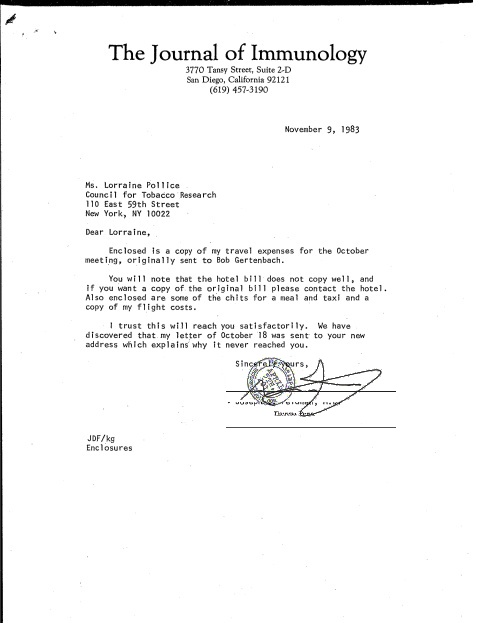 The Journal of Immunology
3770 Tansy Street, Suite 2-D
San Diego, California 92121
(619) 457-3190
November 9, 1983
Ms. Lorraine Pollice
Council for Tobacco Research
110 East 59th Street
New York, NY 10022
Dear Lorraine,
Enclosed is a copy of my travel expenses for the October
meeting, originally sent to Bob Gertenbach.
You will note that the hotel bill does not copy well, and
if you want a copy of the original bill please contact the hotel.
Also enclosed are some of the chits for a meal and taxi and a
copy of my flight costs.
I trust this will reach you satisfactorily. We have
discovered that my letter of October 18 was sent to your new
address which explains why it never reached you.
Sincerely yours,
JDF/kg
Enclosures